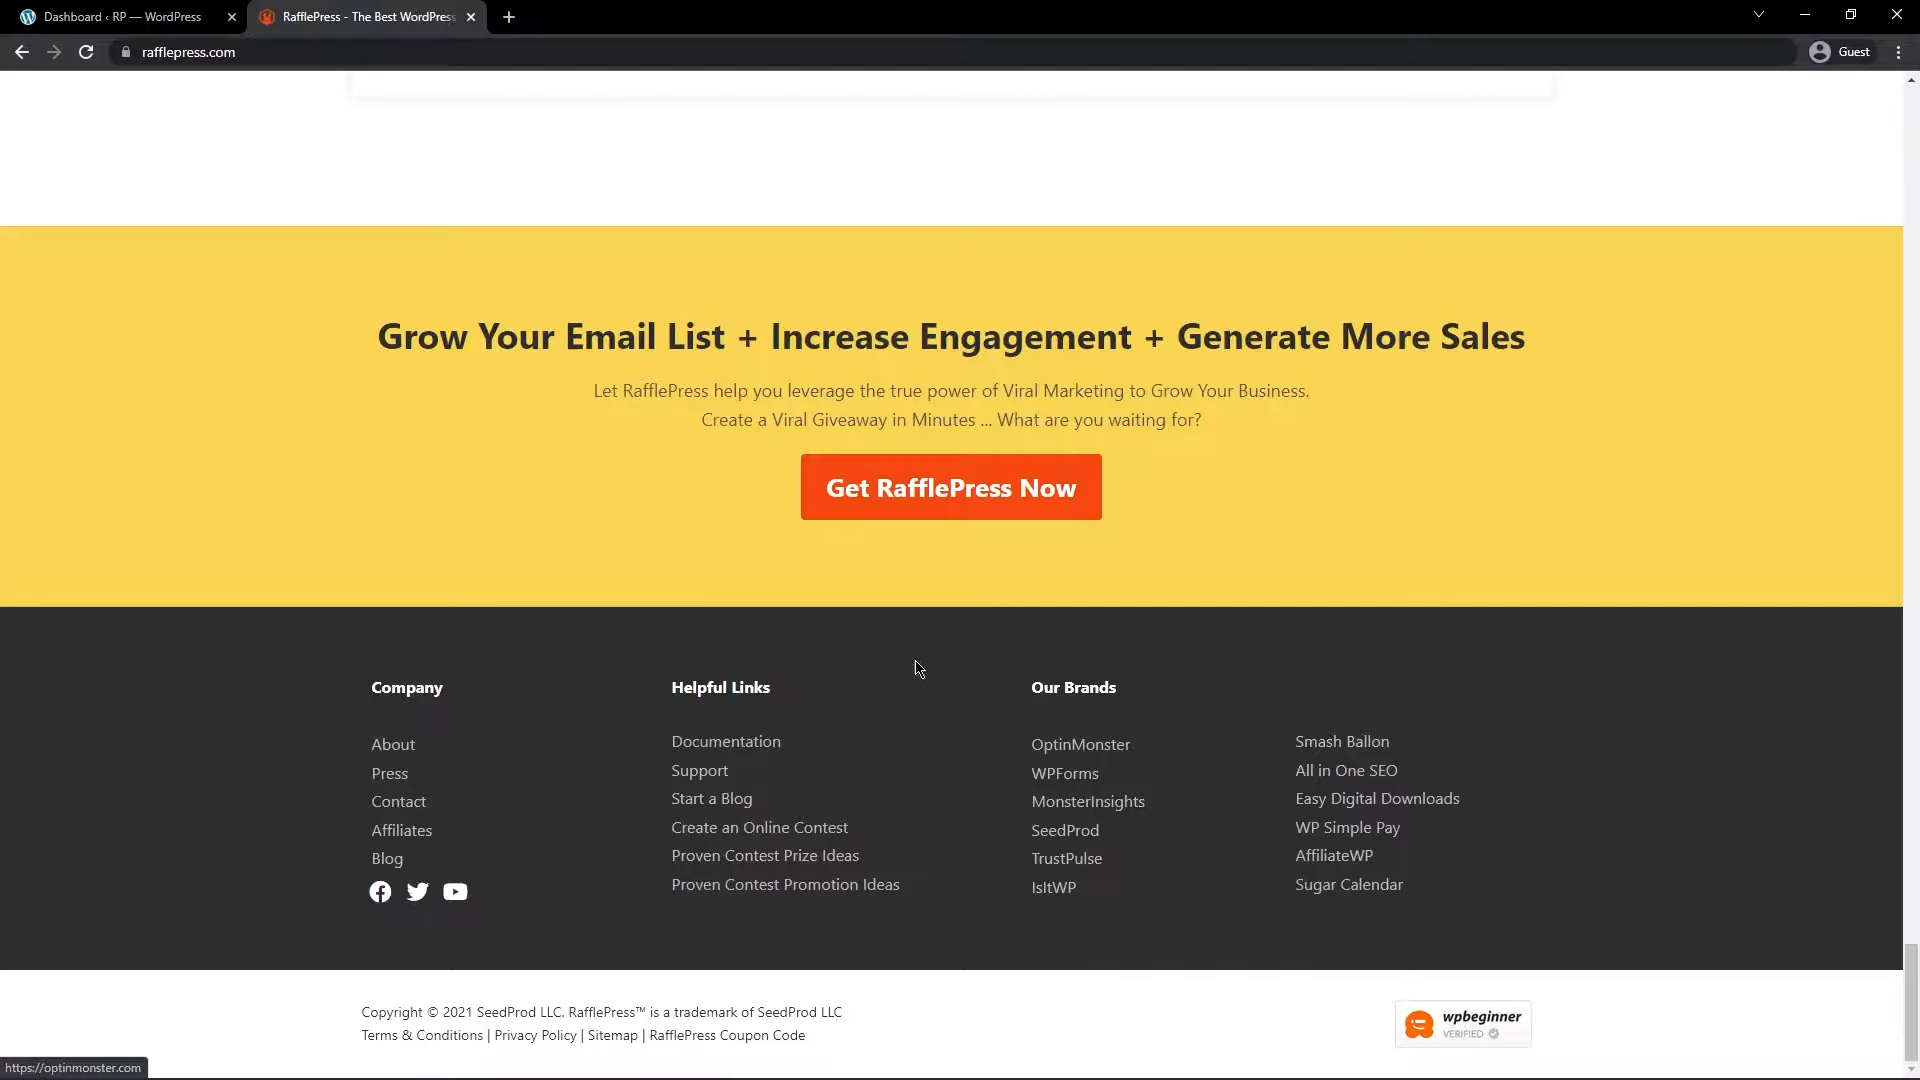 Dashboard ‹ RP — WordPress
RafflePress - The Best WordPress
rafflepress.com
Guest
Grow Your Email List + Increase Engagement + Generate More Sales
Let RafflePress help you leverage the true power of Viral Marketing to Grow Your Business.
Create a Viral Giveaway in Minutes ... What are you waiting for?
Get RafflePress Now
Company
About
Press
Contact
Affiliates
Blog
Helpful Links
Documentation
Support
Start a Blog
Create an Online Contest
Proven Contest Prize Ideas
Proven Contest Promotion Ideas
Our Brands
OptinMonster
WPForms
MonsterInsights
SeedProd
TrustPulse
IsItWP
Smash Ballon
All in One SEO
Easy Digital Downloads
WP Simple Pay
AffiliateWP
Sugar Calendar
Copyright © 2021 SeedProd LLC. RafflePress™ is a trademark of SeedProd LLC
Terms & Conditions | Privacy Policy | Sitemap | RafflePress Coupon Code
wpbeginner
VERIFIED
https://optinmonster.com